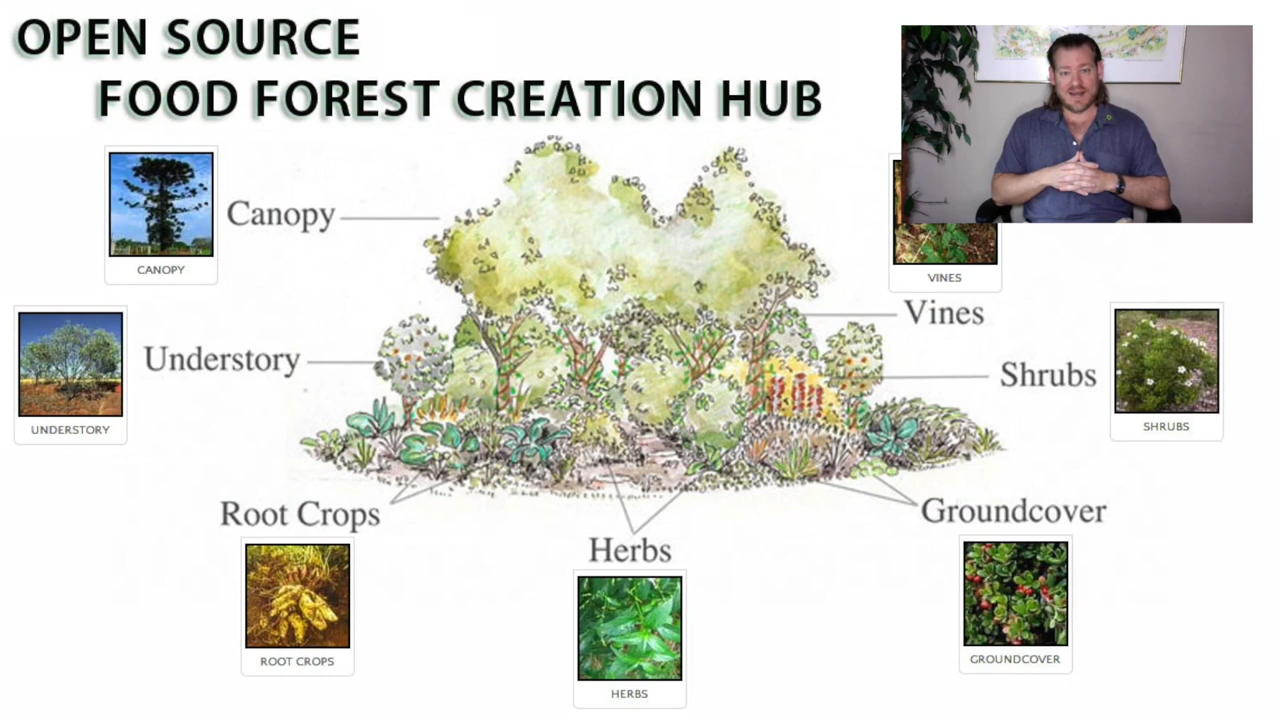 OPEN SOURCE
FOOD FOREST CREATION HUB
Canopy
CANOPY
VINES
Vines
Understory
UNDERSTORY
Shrubs
SHRUBS
Root Crops
ROOT CROPS
Herbs
HERBS
Groundcover
GROUNDCOVER